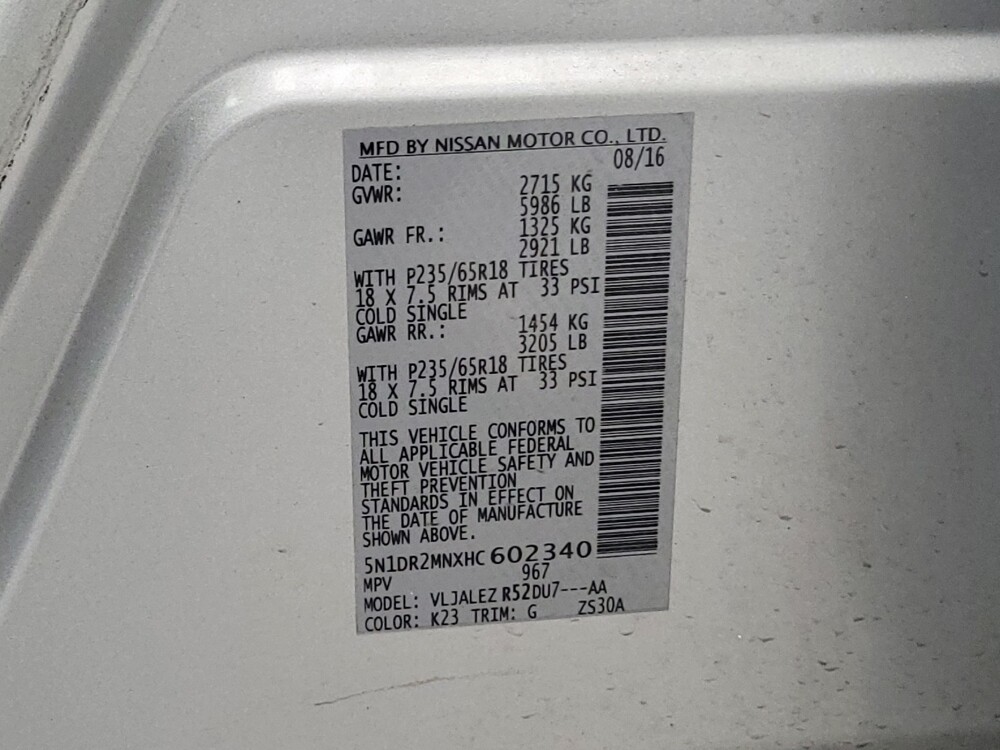 MFD BY NISSAN MOTOR CO., LTD.
DATE: 08/16
GVWR: 2715 KG
5986 LB
GAWR FR.: 1325 KG
2921 LB
WITH P235/65R18 TIRES
18 X 7.5 RIMS AT 33 PSI
COLD SINGLE
GAWR RR.: 1454 KG
3205 LB
WITH P235/65R18 TIRES
18 X 7.5 RIMS AT 33 PSI
COLD SINGLE
THIS VEHICLE CONFORMS TO
ALL APPLICABLE FEDERAL
MOTOR VEHICLE SAFETY AND
THEFT PREVENTION
STANDARDS IN EFFECT ON
THE DATE OF MANUFACTURE
SHOWN ABOVE.
5N1DR2MNXHC602340
MPV 967
MODEL: VLJALEZ R52DU7---AA
COLOR: K23 TRIM: G ZS30A